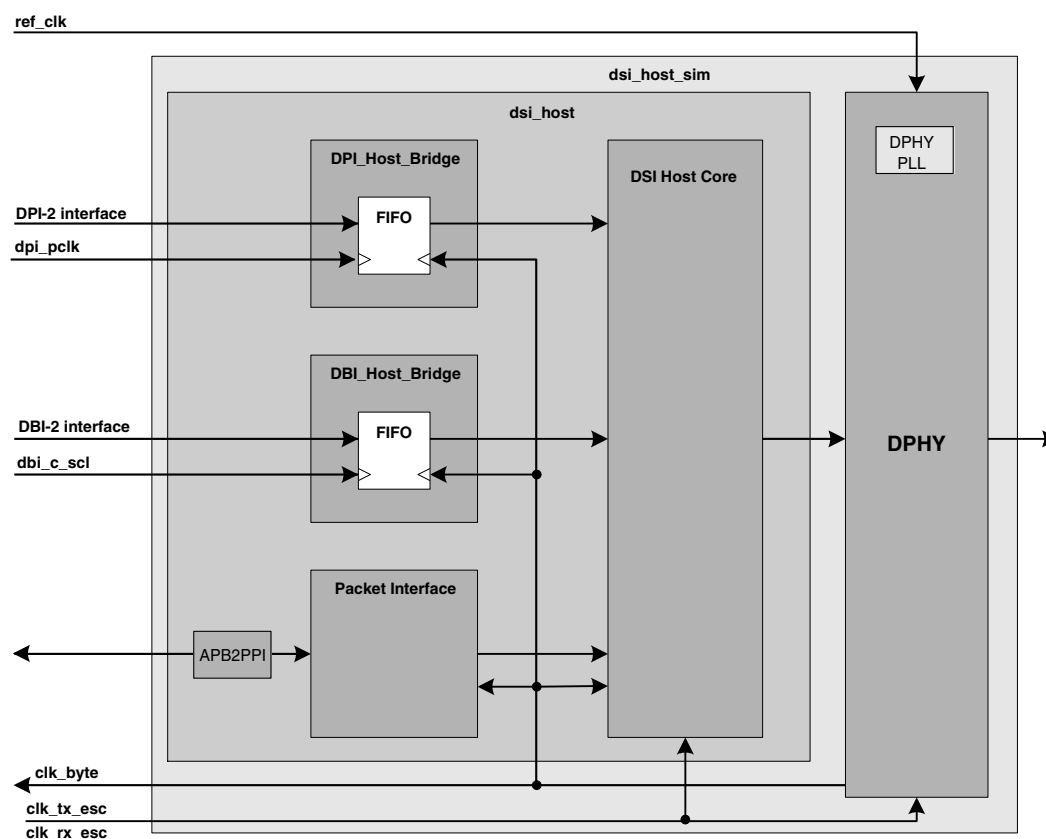 ref_clk
dsi_host_sim
dsi_host
DPI_Host_Bridge
FIFO
DSI Host Core
DPHY
PLL
DPI-2 interface
dpi_pclk
DBI_Host_Bridge
FIFO
DBI-2 interface
dbi_c_scl
DPHY
Packet Interface
APB2PPI
clk_byte
clk_tx_esc
clk_rx_esc